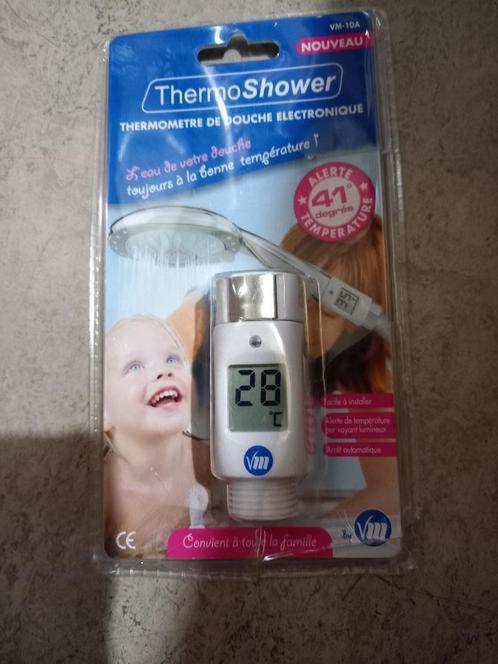 VM-10A
NOUVEAU
ThermoShower
THERMOMETRE DE DOUCHE ELECTRONIQUE
L'eau de votre douche
toujours à la bonne température !
ALERTE
41°
degrés
TEMPERATURE
35
28
°C
Vm
Facile à installer
Alerte de température
par voyant lumineux
Arrêt automatique
CE
Convient à toute la famille
by Vm